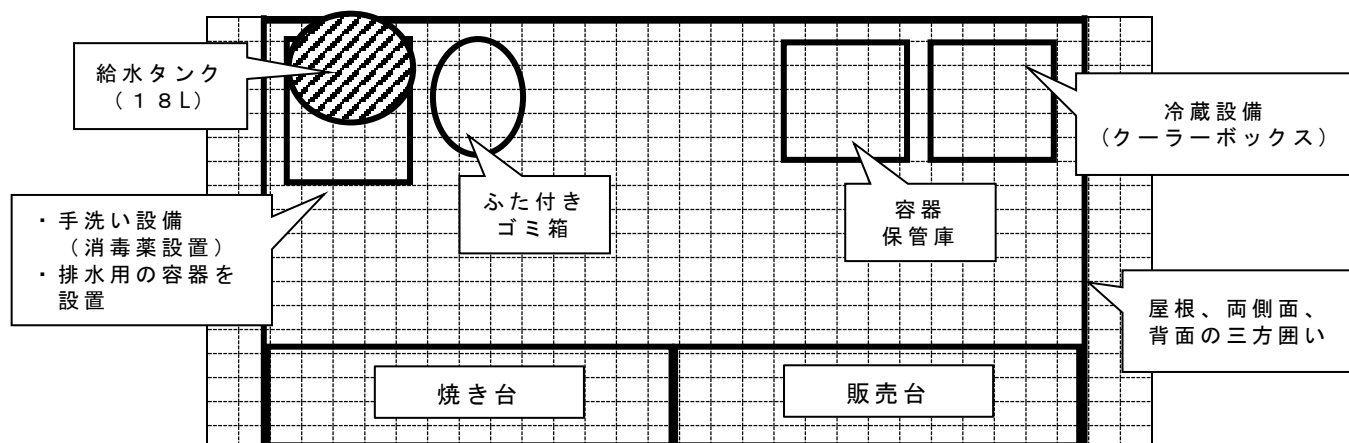 給水タンク
（１８L）
冷蔵設備
（クーラーボックス）
・手洗い設備
（消毒薬設置）
・排水用の容器を
設置
ふた付き
ゴミ箱
容器
保管庫
屋根、両側面、
背面の三方囲い
焼き台
販売台